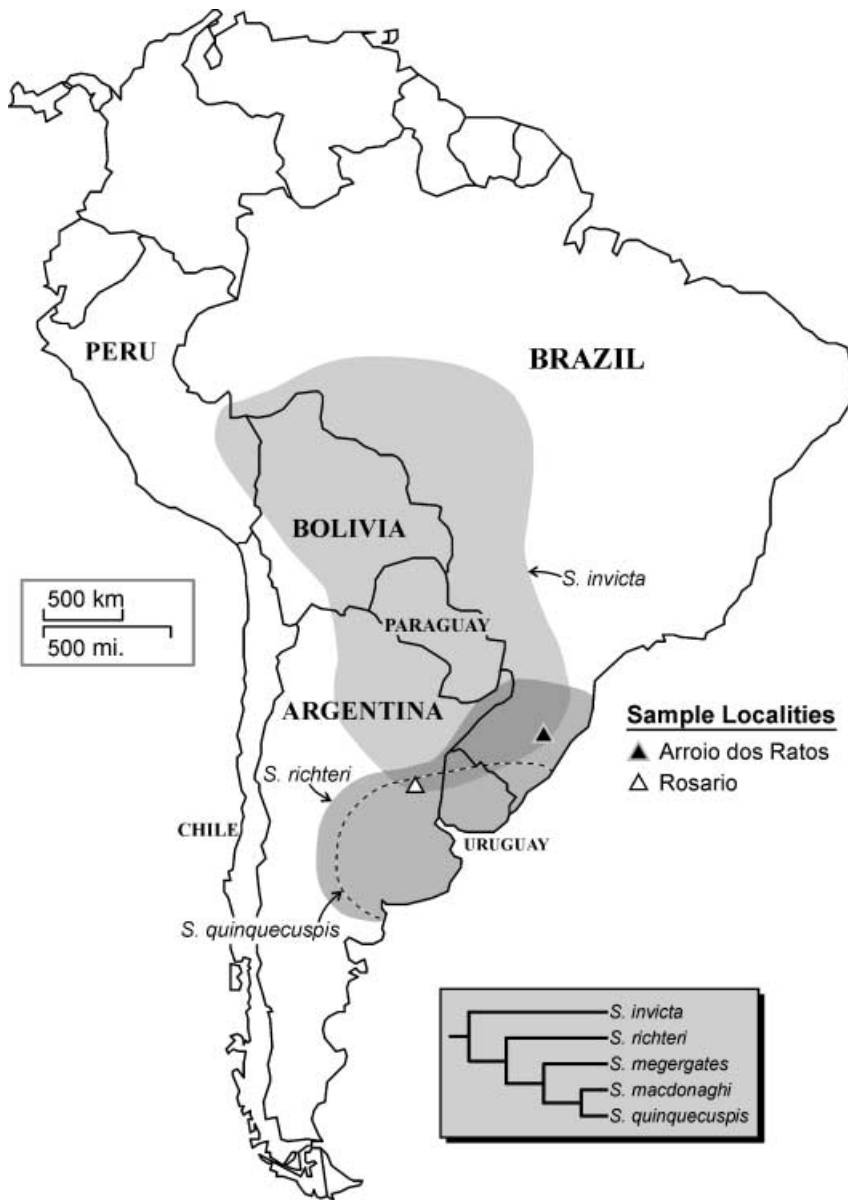 PERU
BRAZIL
BOLIVIA
S. invicta
500 km
500 mi.
PARAGUAY
ARGENTINA
Sample Localities
Arroio dos Ratos
Rosario
S. richteri
CHILE
URUGUAY
S. quinquecuspis
S. invicta
S. richteri
S. megergates
S. macdonaghi
S. quinquecuspis